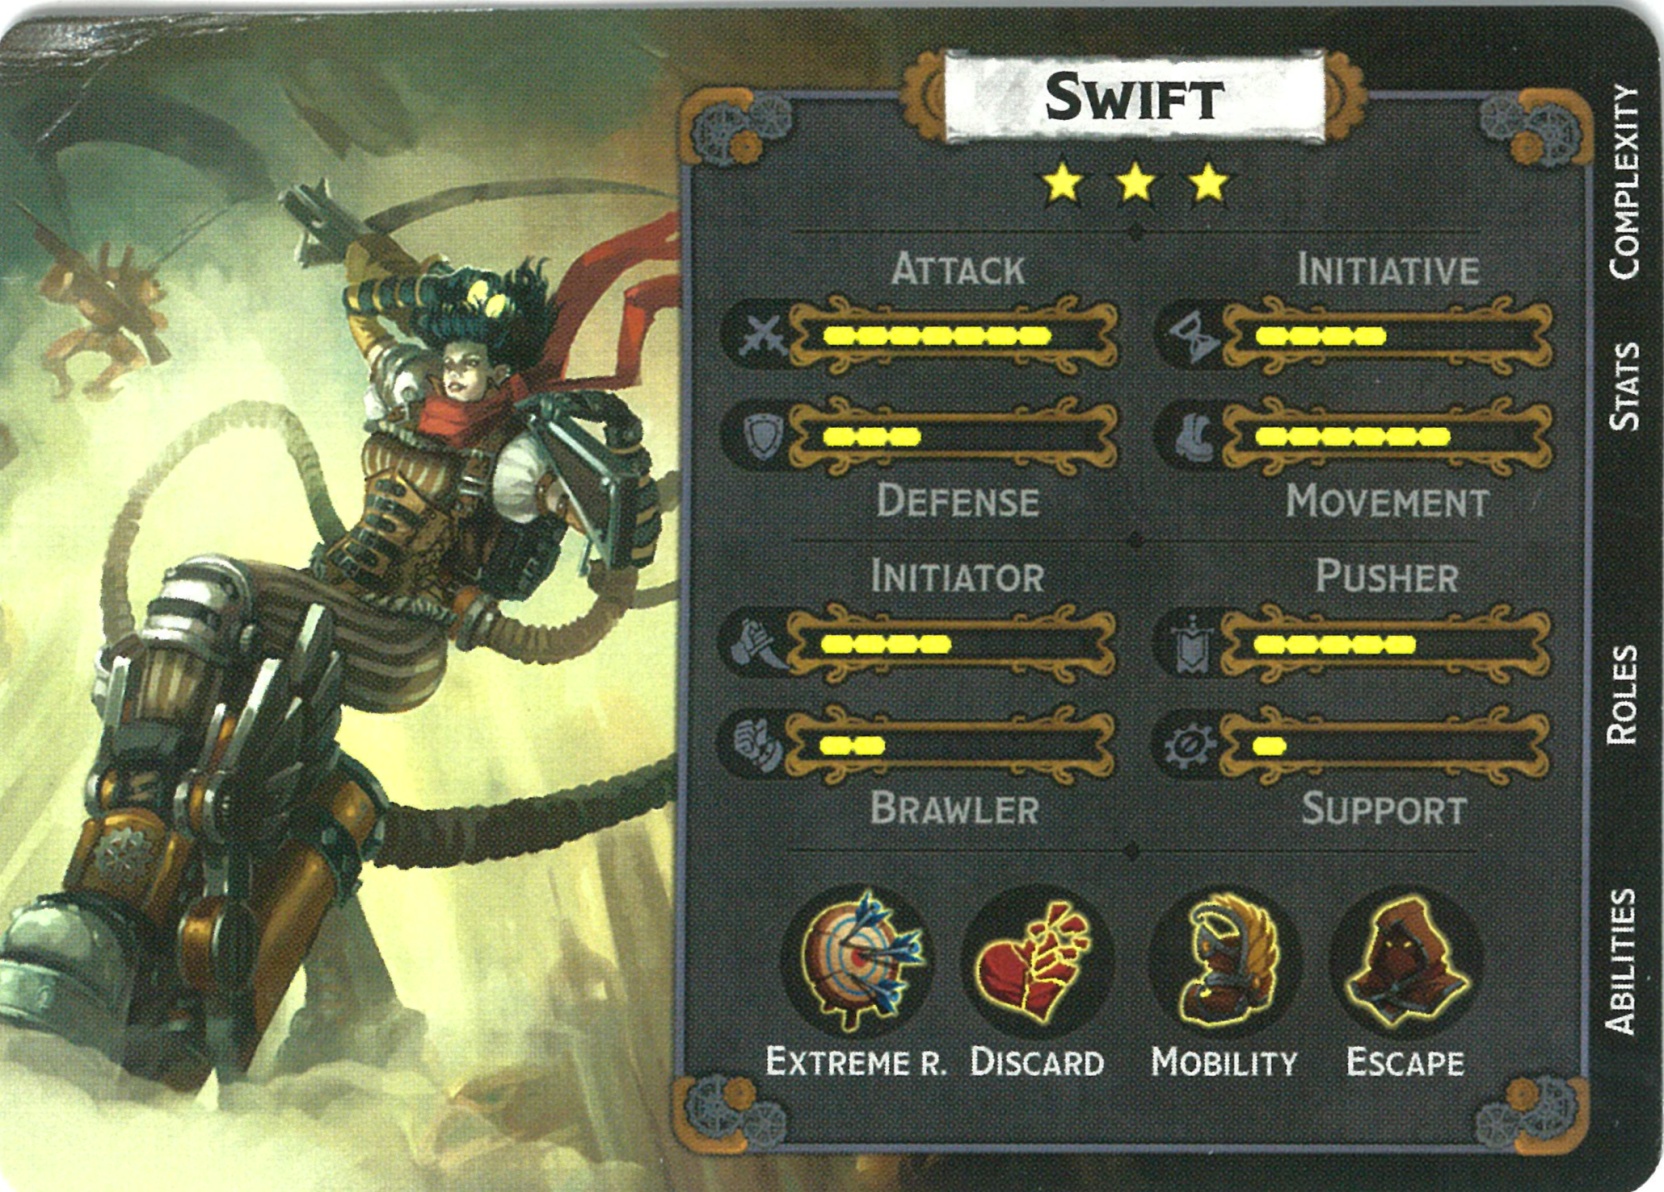 SWIFT
ATTACK INITIATIVE
DEFENSE MOVEMENT
INITIATOR PUSHER
BRAWLER SUPPORT
EXTREME R. DISCARD MOBILITY ESCAPE
COMPLEXITY
STATS
ROLES
ABILITIES